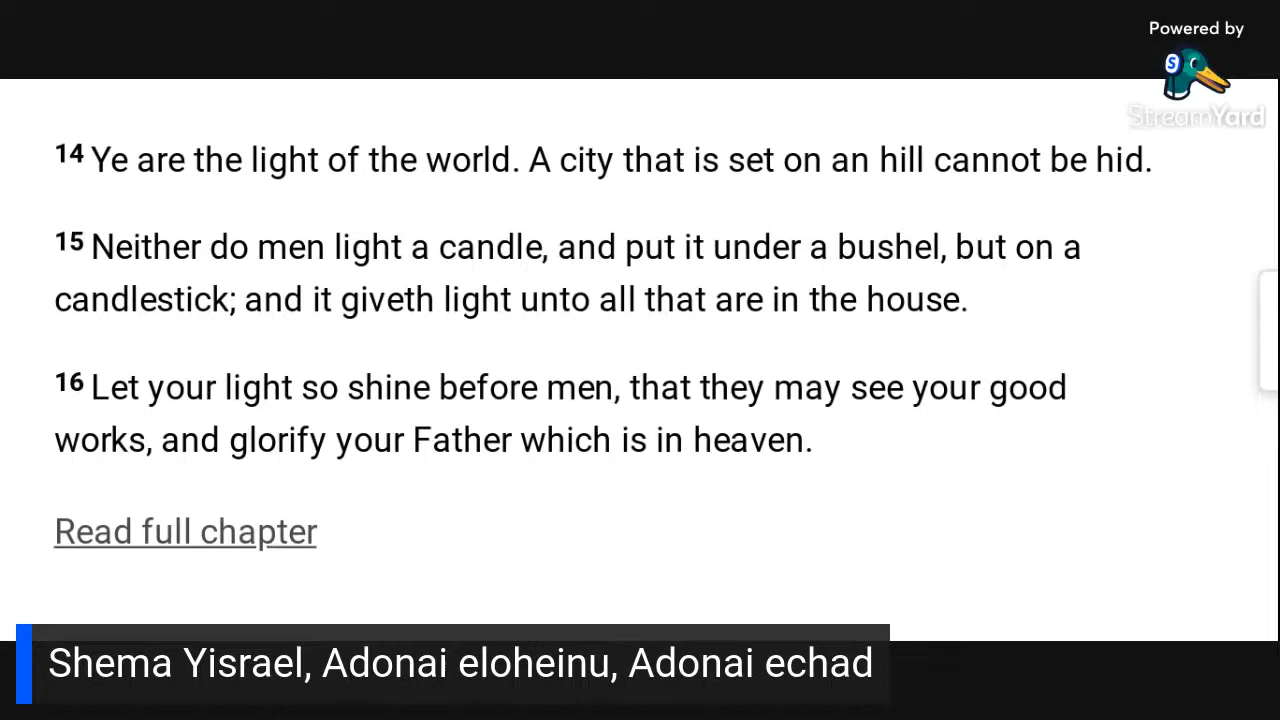 Powered by
S
StreamYard
14 Ye are the light of the world. A city that is set on an hill cannot be hid.
15 Neither do men light a candle, and put it under a bushel, but on a
candlestick; and it giveth light unto all that are in the house.
16 Let your light so shine before men, that they may see your good
works, and glorify your Father which is in heaven.
Read full chapter
Shema Yisrael, Adonai eloheinu, Adonai echad